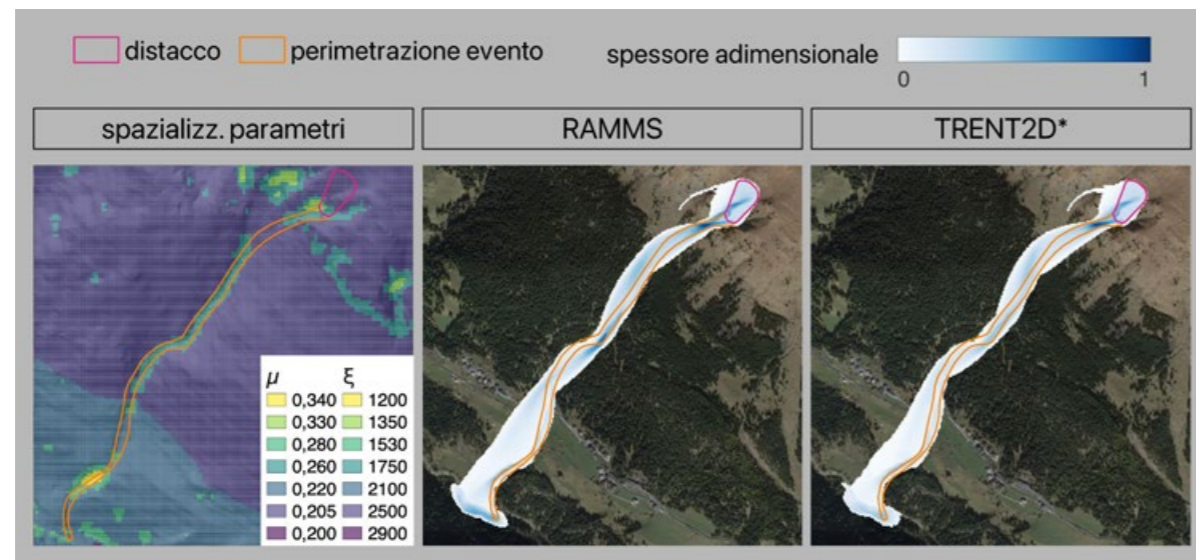 distacco perimetrazione evento spessore adimensionale
0 1
spazializz. parametri RAMMS TRENT2D*
μ ξ
0,340 1200
0,330 1350
0,280 1530
0,260 1750
0,220 2100
0,205 2500
0,200 2900